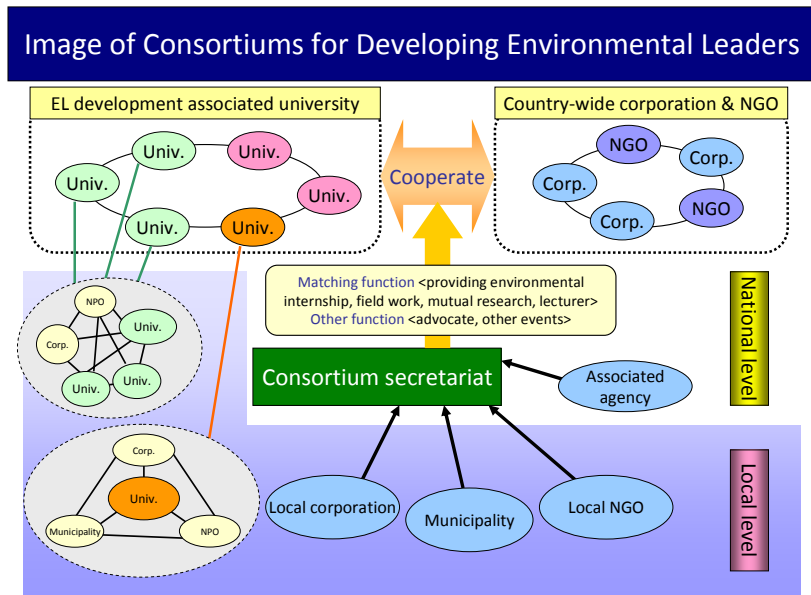 Image of Consortiums for Developing Environmental Leaders
EL development associated university
Country-wide corporation & NGO
Univ.
Univ.
Univ.
Univ.
Univ.
Univ.
Cooperate
NGO
Corp.
Corp.
Corp.
NGO
Matching function <providing environmental
internship, field work, mutual research, lecturer>
Other function <advocate, other events>
National level
NPO
Univ.
Corp.
Univ.
Univ.
Consortium secretariat
Associated
agency
Corp.
Univ.
Municipality
NPO
Local corporation
Municipality
Local NGO
Local level